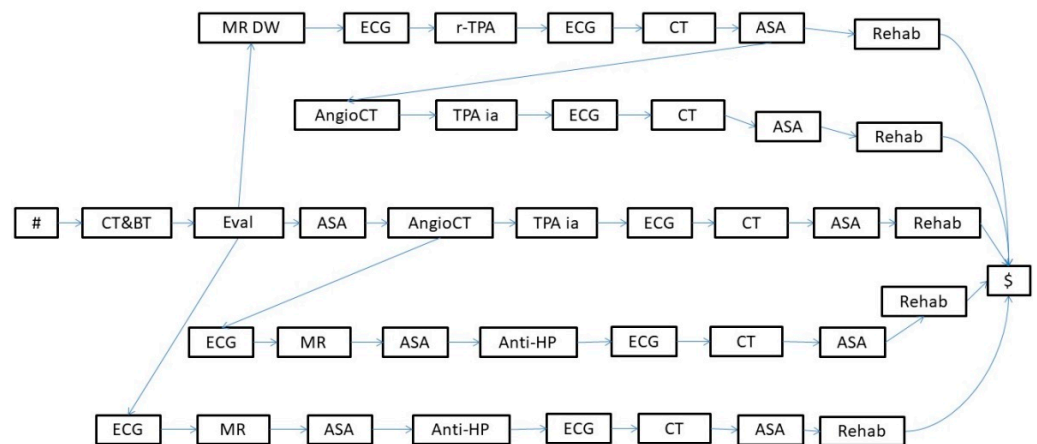 MR DW ECG r-TPA ECG CT ASA Rehab
AngioCT TPA ia ECG CT ASA Rehab
# CT&BT Eval ASA AngioCT TPA ia ECG CT ASA Rehab
$
Rehab
ECG MR ASA Anti-HP ECG CT ASA
ECG MR ASA Anti-HP ECG CT ASA Rehab